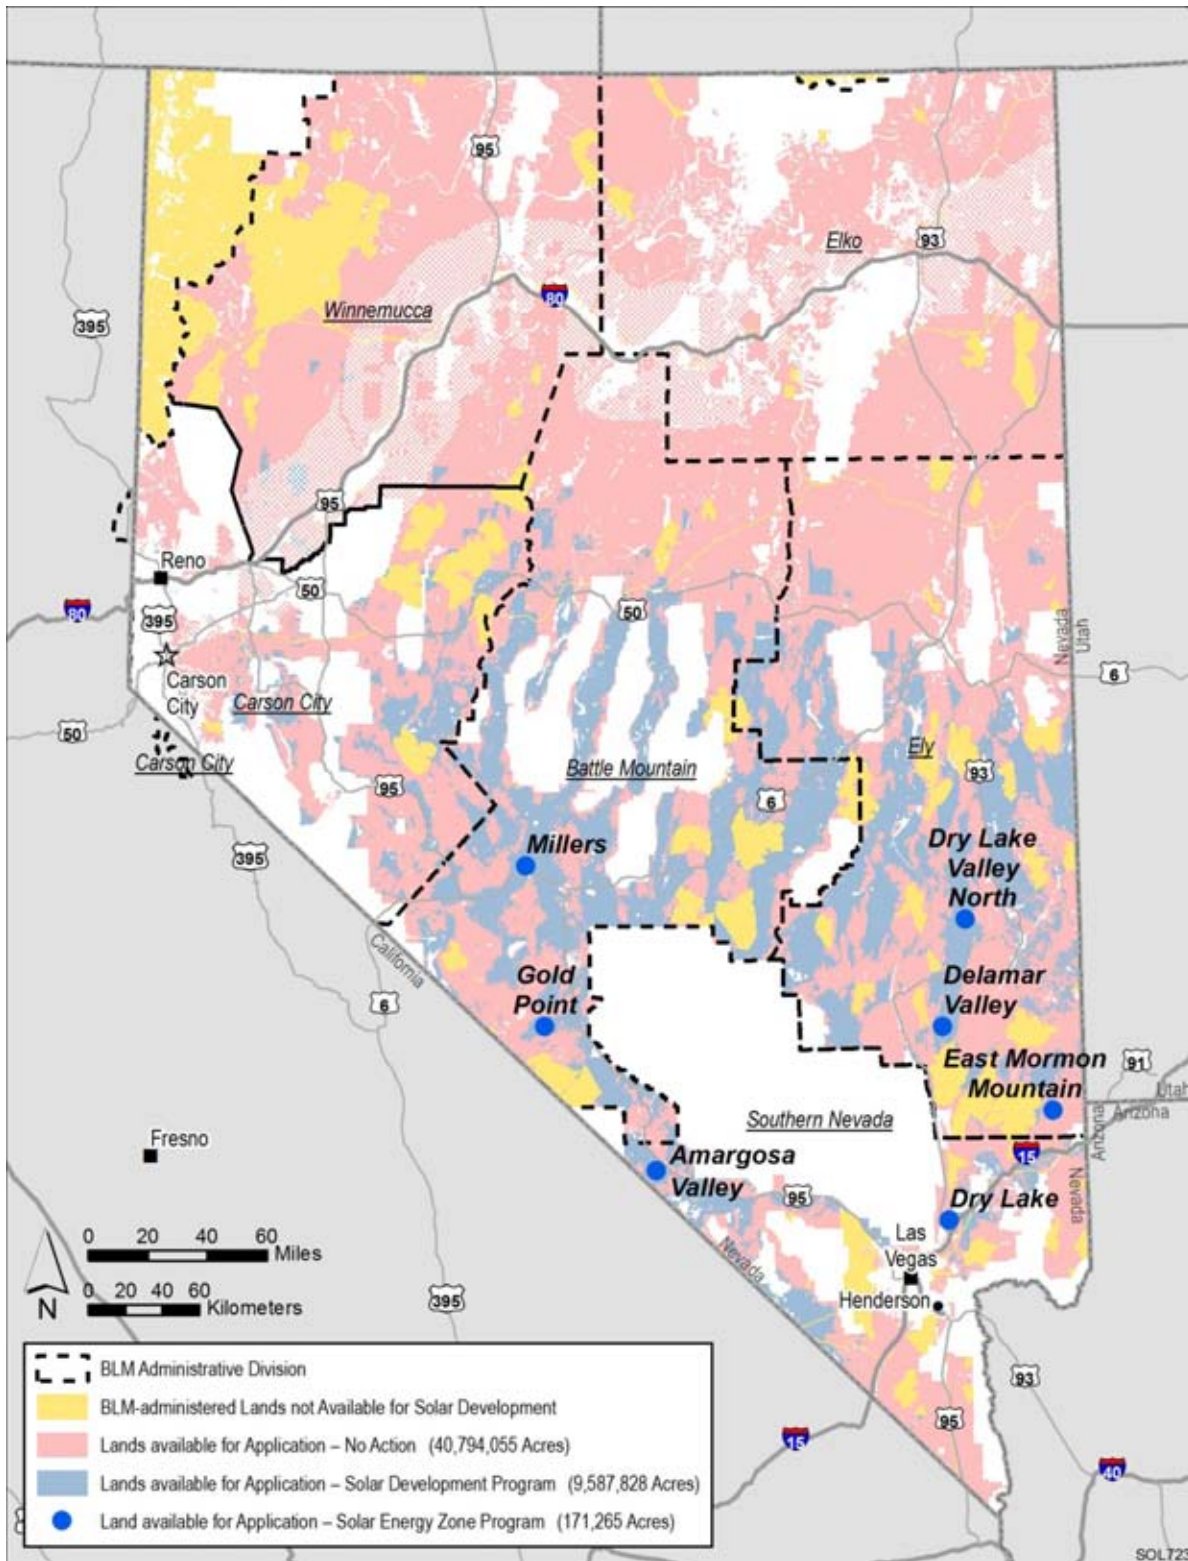 95
Elko
93
Winnemucca
80
395
95
Reno
50
80
395
50
Nevada
Utah
Carson
City
Carson City
6
50
Carson City
Battle Mountain
Ely
93
95
6
Millers
Dry Lake
Valley
North
395
California
Gold
Point
Delamar
Valley
6
East Mormon
Mountain
91
Utah
Arizona
Arizona
Southern Nevada
Fresno
15
Amargosa
Valley
Nevada
95
Dry Lake
Las
Vegas
Nevada
0 20 40 60
Miles
N
0 20 40 60
Kilometers
395
Henderson
93
95
15
40
BLM Administrative Division
BLM-administered Lands not Available for Solar Development
Lands available for Application – No Action (40,794,055 Acres)
Lands available for Application – Solar Development Program (9,587,828 Acres)
Land available for Application – Solar Energy Zone Program (171,265 Acres)
SOL723